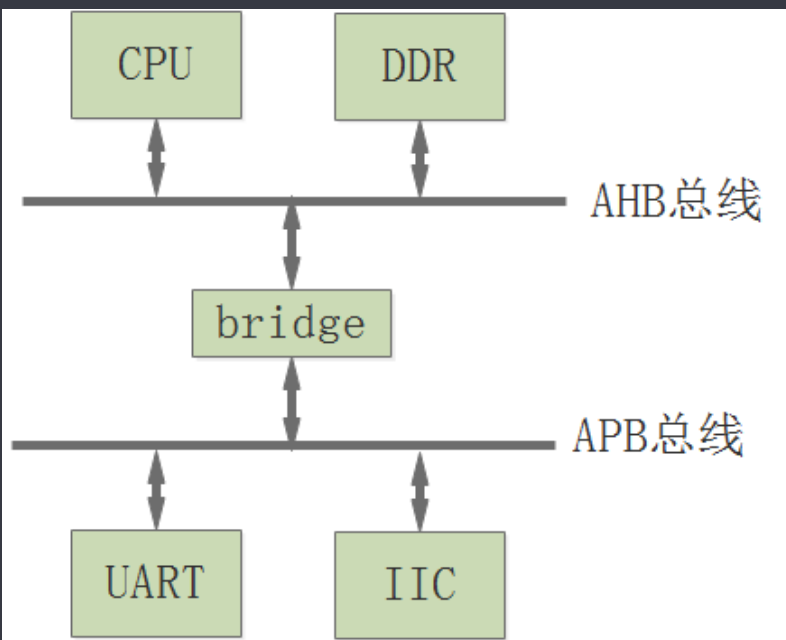 CPU
DDR
AHB总线
bridge
APB总线
UART
IIC